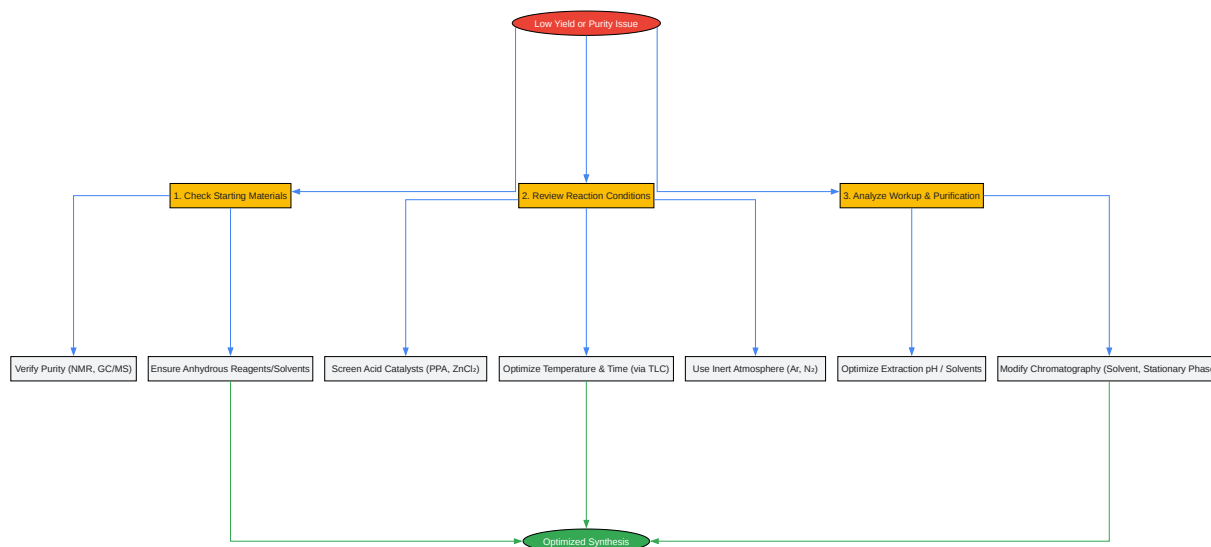 Low Yield or Purity Issue
1. Check Starting Materials
2. Review Reaction Conditions
3. Analyze Workup & Purification
Verify Purity (NMR, GC/MS)
Ensure Anhydrous Reagents/Solvents
Screen Acid Catalysts (PPA, ZnCl₂)
Optimize Temperature & Time (via TLC)
Use Inert Atmosphere (Ar, N₂)
Optimize Extraction pH / Solvents
Modify Chromatography (Solvent, Stationary Phase
Optimized Synthesis